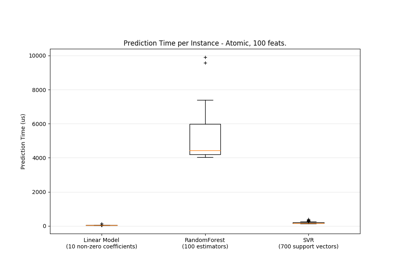 Prediction Time per Instance - Atomic, 100 feats.
10000
8000
6000
4000
2000
0
Prediction Time (us)
Linear Model RandomForest SVR
(10 non-zero coefficients) (100 estimators) (700 support vectors)